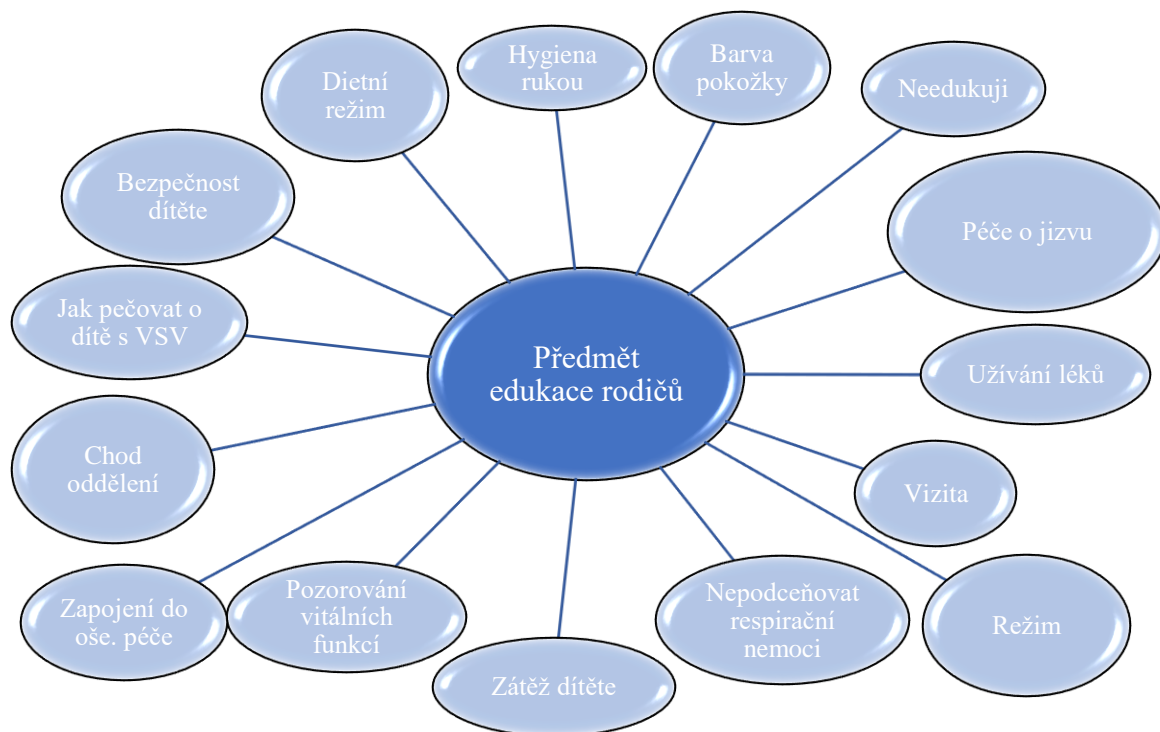 Hygiena
rukou
Barva
pokožky
Dietní
režim
Needukuji
Bezpečnost
dítěte
Péče o jizvu
Jak pečovat o
dítě s VSV
Předmět
edukace rodičů
Užívání léků
Chod
oddělení
Vizita
Zapojení do
oše. péče
Pozorování
vitálních
funkcí
Nepodceňovat
respirační
nemoci
Režim
Zátěž dítěte